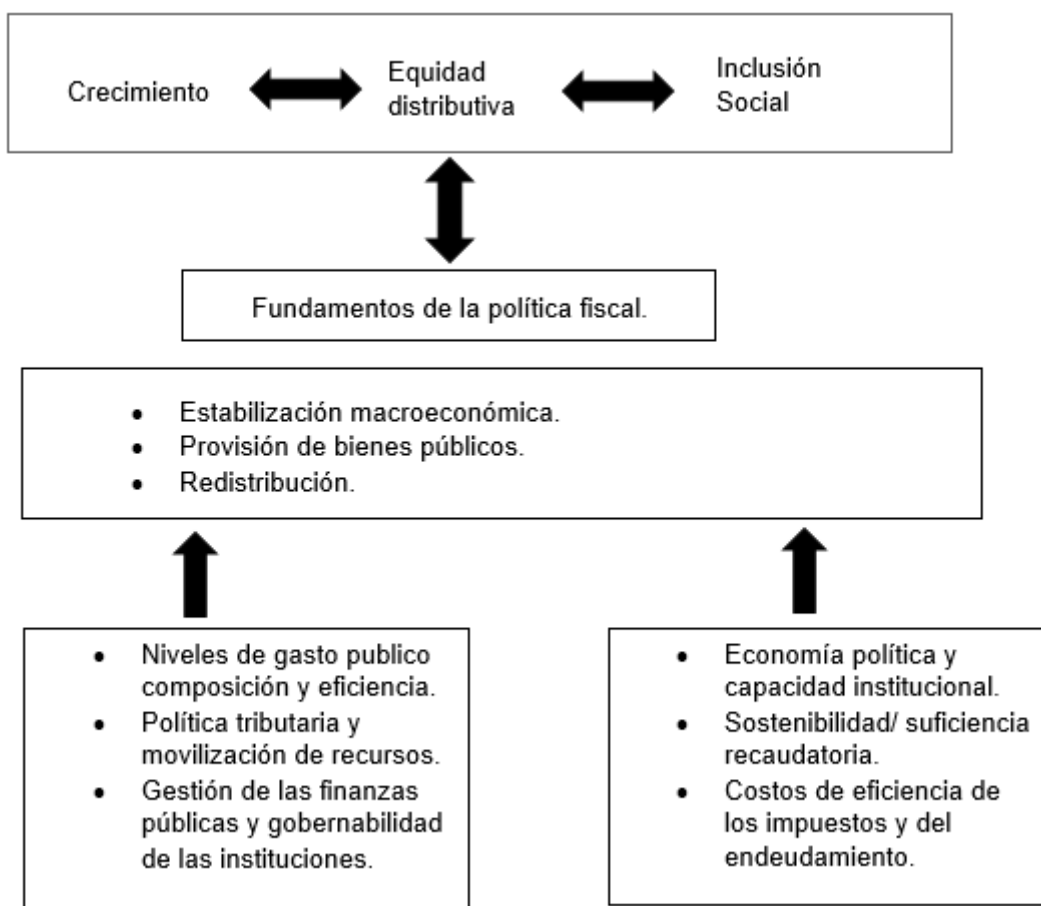 Crecimiento
Equidad
distributiva
Inclusión
Social
Fundamentos de la política fiscal.
• Estabilización macroeconómica.
• Provisión de bienes públicos.
• Redistribución.
• Niveles de gasto publico
composición y eficiencia.
• Política tributaria y
movilización de recursos.
• Gestión de las finanzas
públicas y gobernabilidad
de las instituciones.
• Economía política y
capacidad institucional.
• Sostenibilidad/ suficiencia
recaudatoria.
• Costos de eficiencia de
los impuestos y del
endeudamiento.